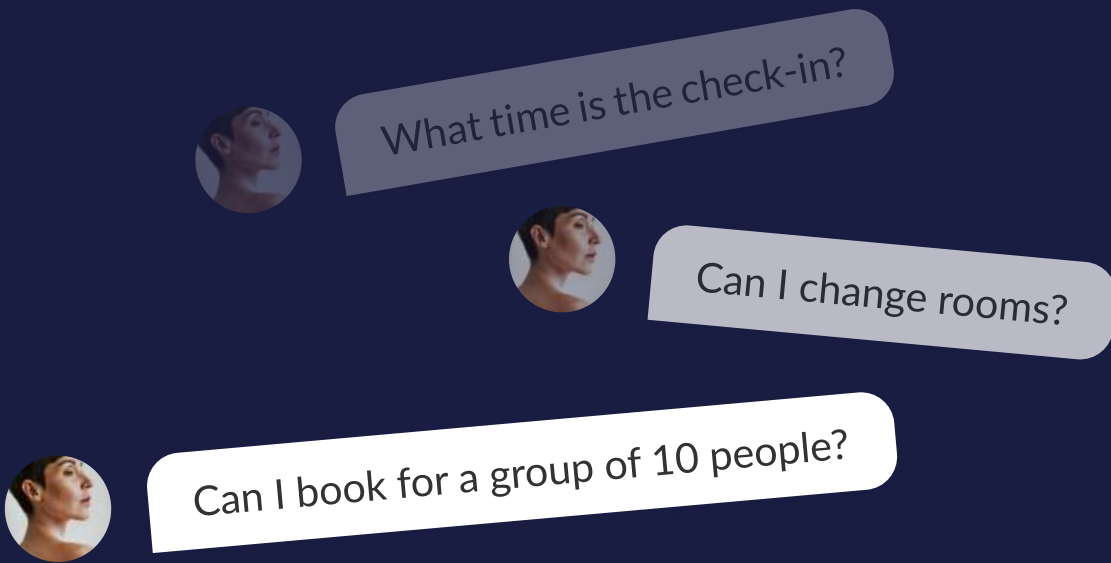 What time is the check-in?
Can I change rooms?
Can I book for a group of 10 people?